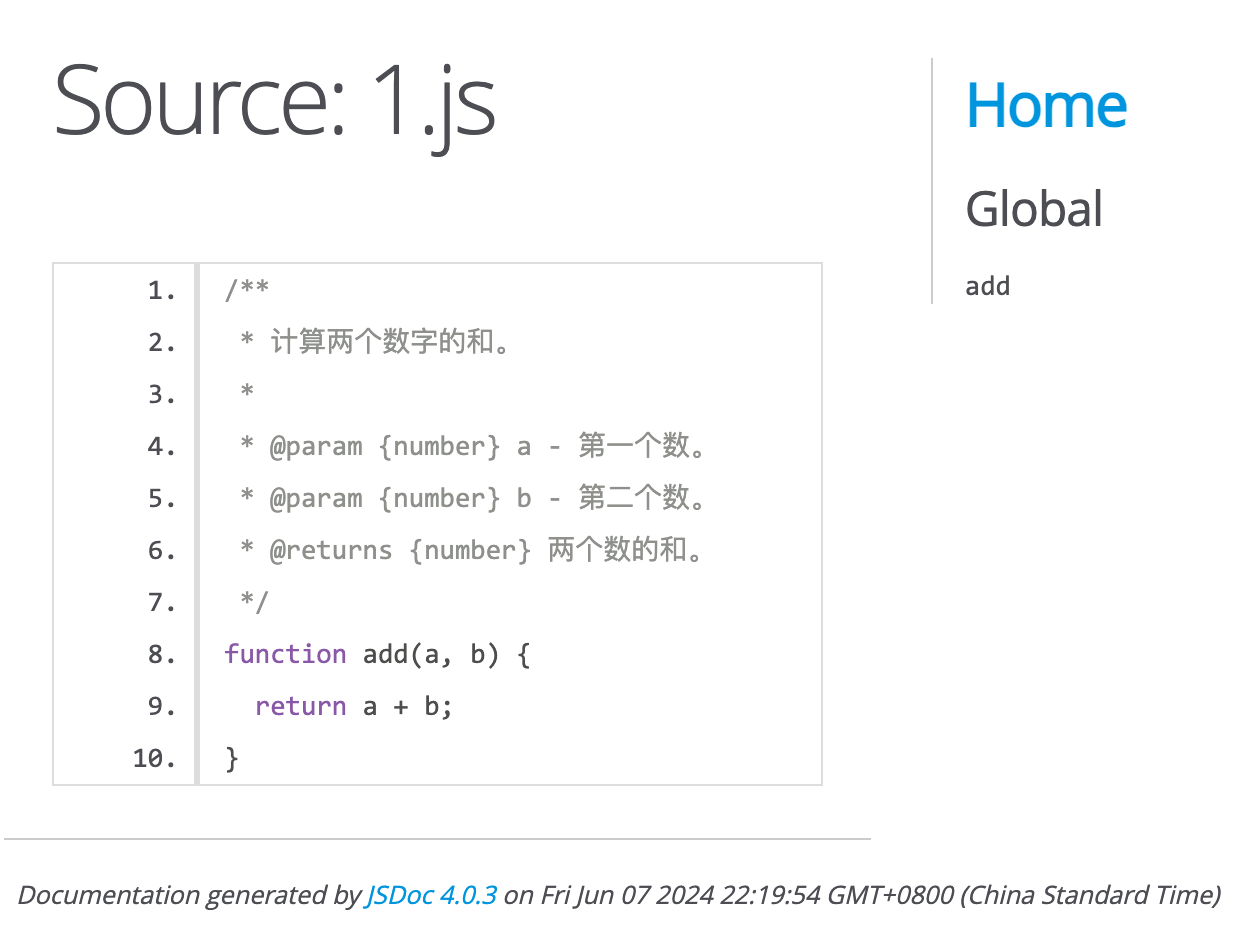 Source: 1.js
Home
Global
add
1. /**
2.  * 计算两个数字的和。
3.  *
4.  * @param {number} a - 第一个数。
5.  * @param {number} b - 第二个数。
6.  * @returns {number} 两个数的和。
7.  */
8. function add(a, b) {
9.   return a + b;
10. }
Documentation generated by JSDoc 4.0.3 on Fri Jun 07 2024 22:19:54 GMT+0800 (China Standard Time)